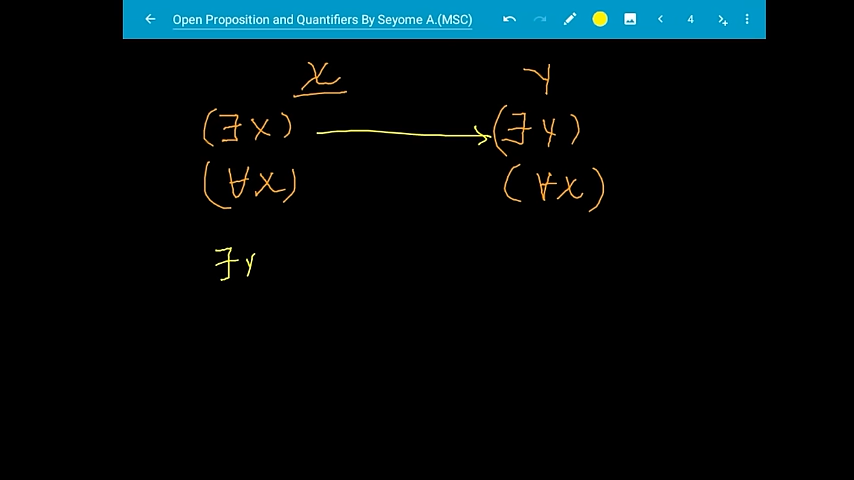 Open Proposition and Quantifiers By Seyome A.(MSC) 4
x y
(∃x) → (∃y)
(∀x) (∀x)
∃